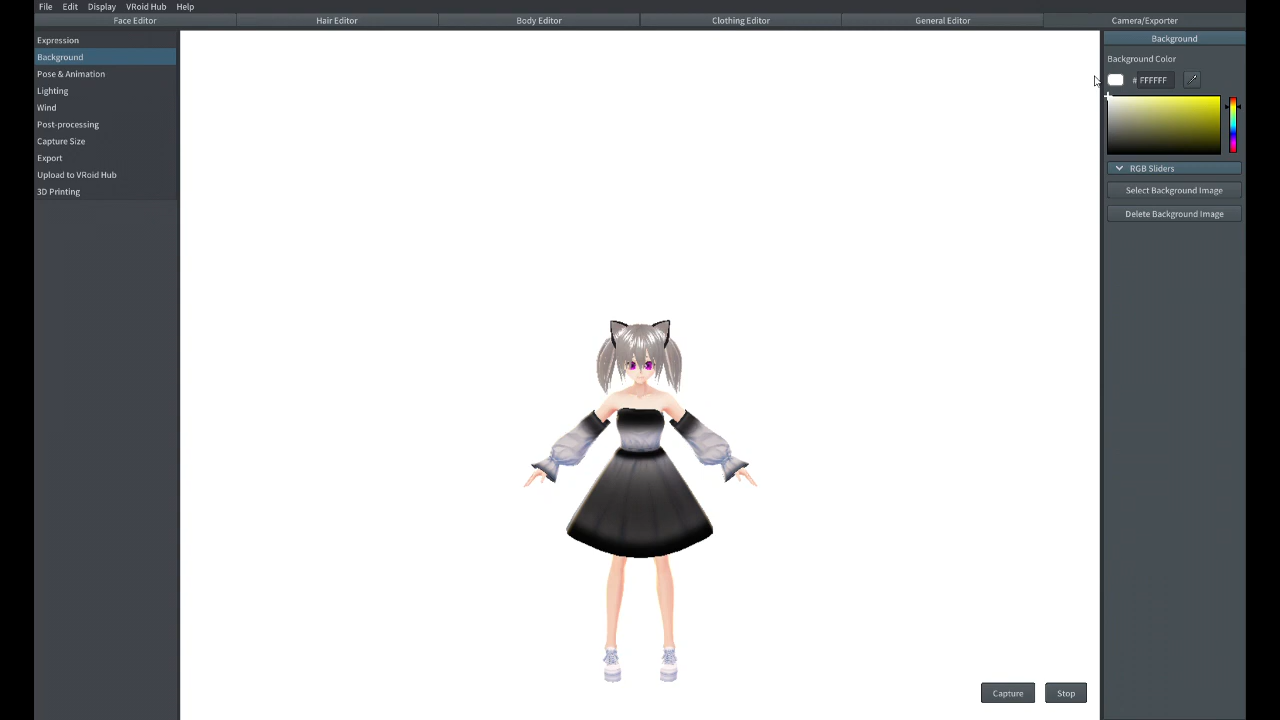 File Edit Display VRoid Hub Help
Face Editor Hair Editor Body Editor Clothing Editor General Editor Camera/Exporter
Expression
Background
Pose & Animation
Lighting
Wind
Post-processing
Capture Size
Export
Upload to VRoid Hub
3D Printing
Background
Background Color
# FFFFFF
RGB Sliders
Select Background Image
Delete Background Image
Capture Stop